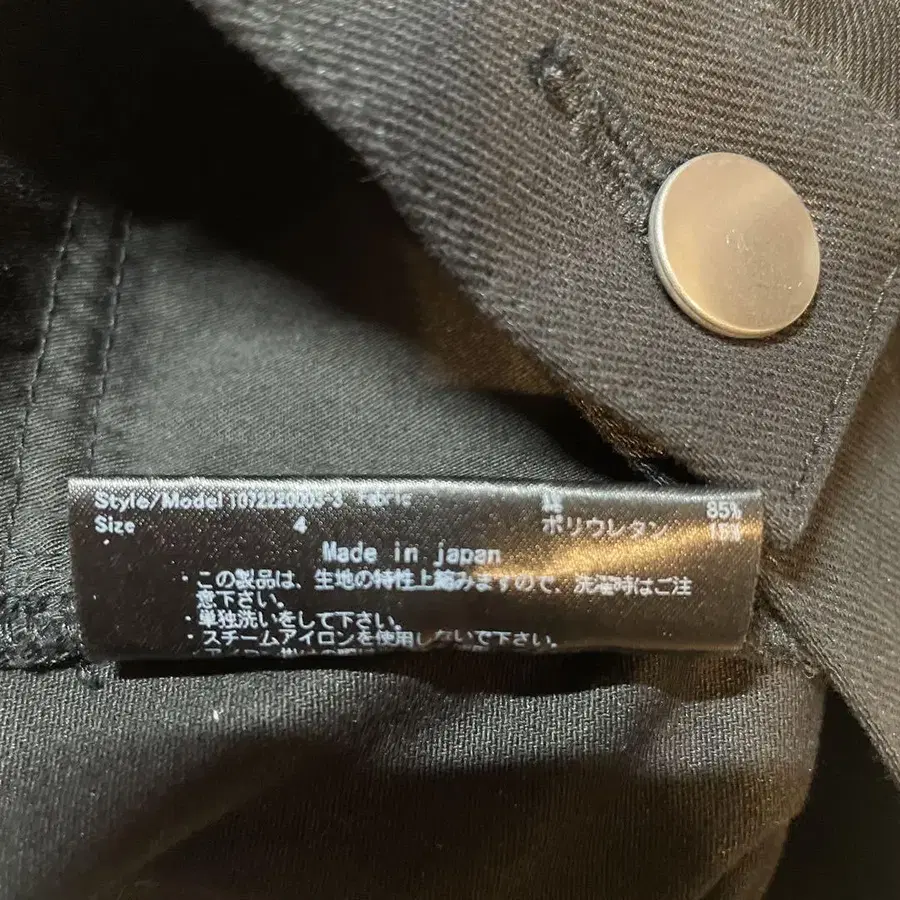 Style/Model 1072220003-3 Fabric 綿 85%
Size 4 ポリウレタン 15%
Made in japan
・この製品は、生地の特性上縮みますので、洗濯時はご注
意下さい。
・単独洗いをして下さい。
・スチームアイロンを使用しないで下さい。